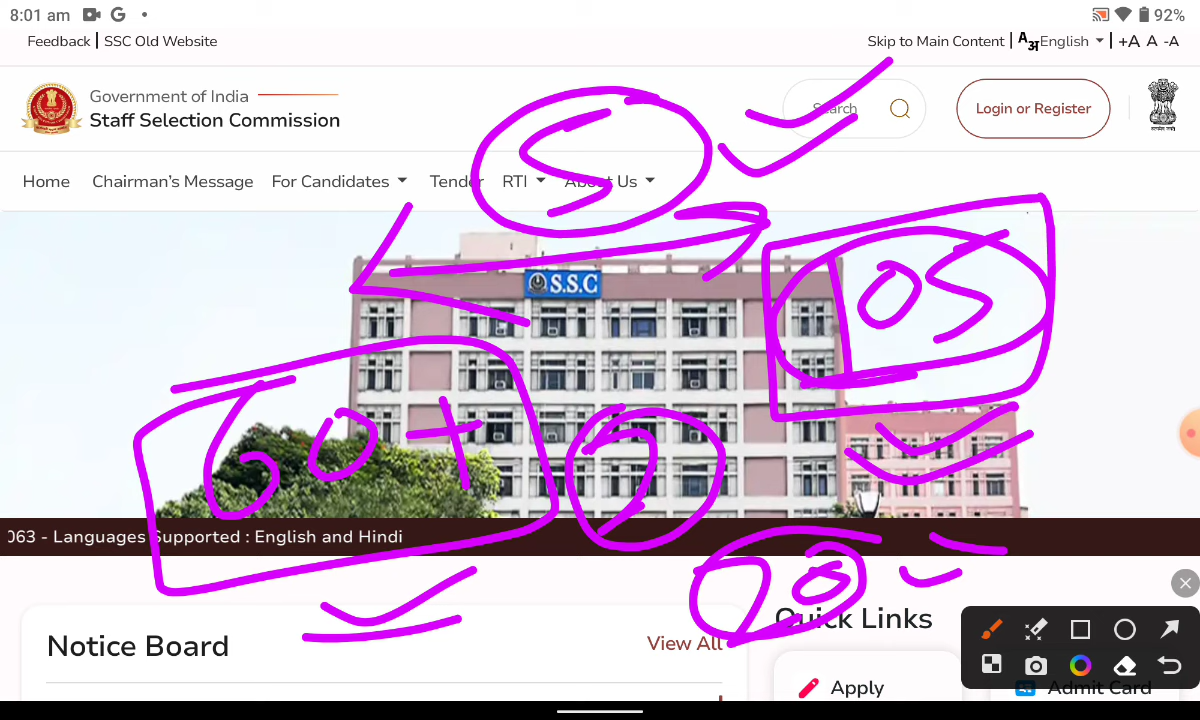 8:01 am G 92%
Feedback | SSC Old Website Skip to Main Content | A अ English | +A A -A
Government of India
Staff Selection Commission
Search
Login or Register
Home Chairman's Message For Candidates Tender RTI About Us
S
S.S.C
05
60+
063 - Languages Supported : English and Hindi
Quick Links
Notice Board
View All
Apply
Admit Card